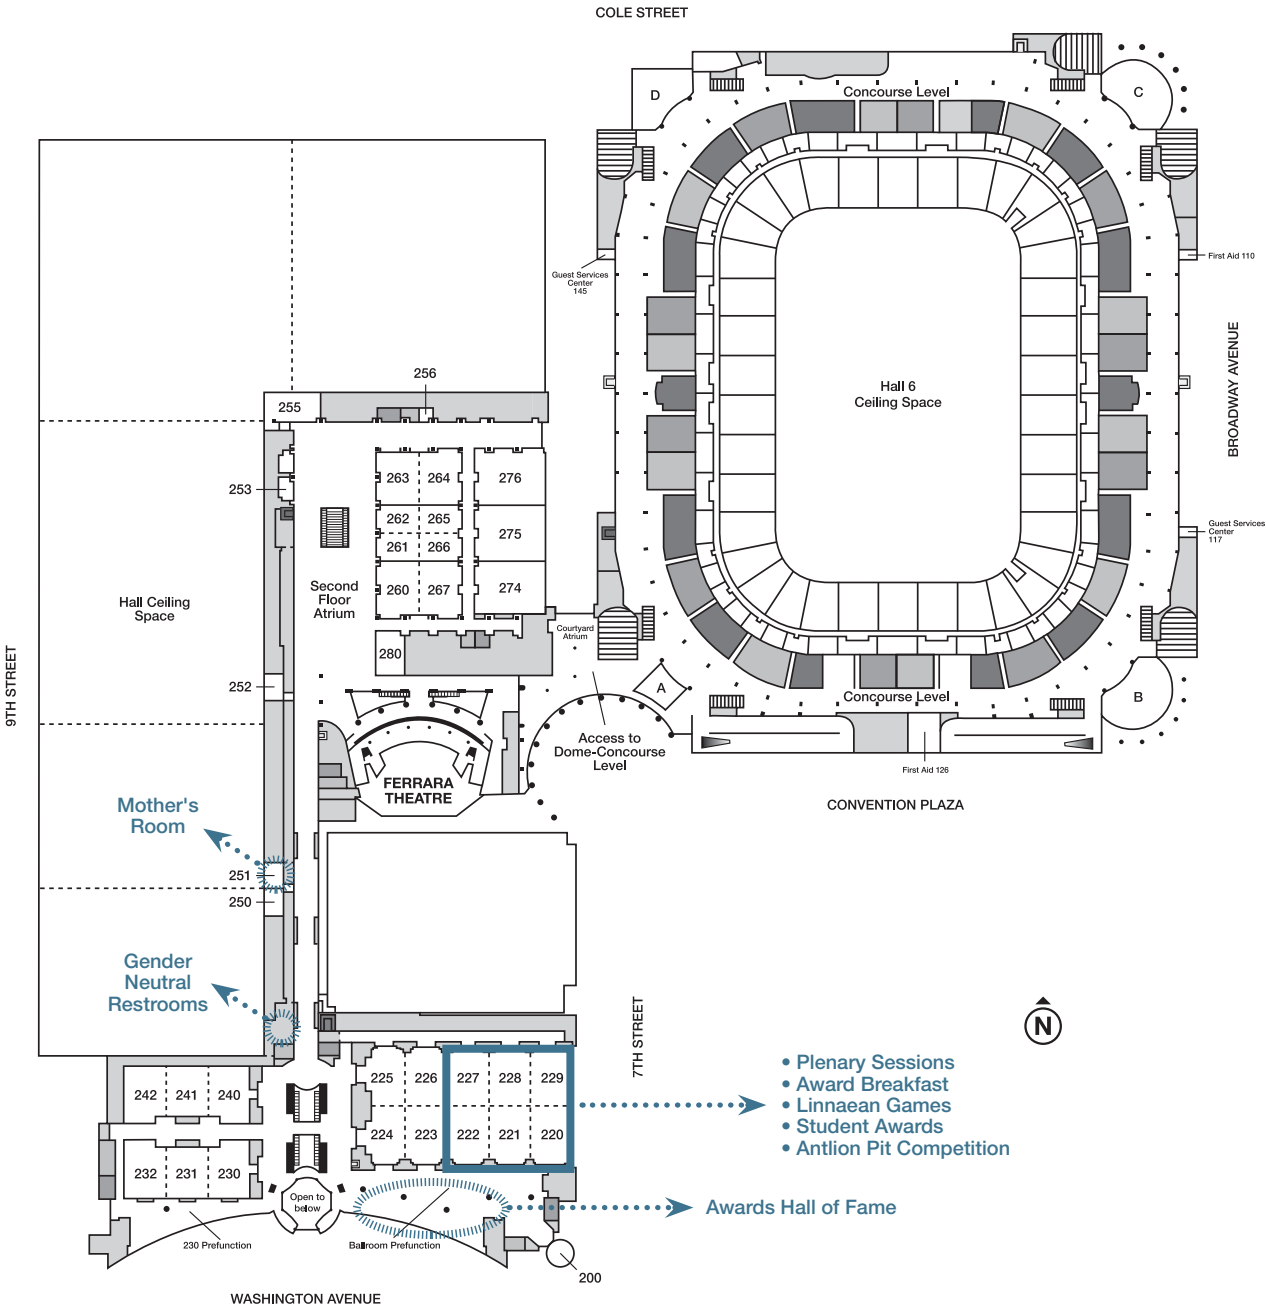 COLE STREET
D
Concourse Level
C
Guest Services
Center
145
First Aid 110
BROADWAY AVENUE
Hall 6
Ceiling Space
256
255
263
264
276
253
262
265
275
261
266
260
267
274
Second
Floor
Atrium
Hall Ceiling
Space
Guest Services
Center
117
Courtyard
Atrium
9TH STREET
280
252
A
Concourse Level
B
Access to
Dome-Concourse
Level
First Aid 126
FERRARA
THEATRE
CONVENTION PLAZA
Mother's
Room
251
250
Gender
Neutral
Restrooms
7TH STREET
N
225
226
227
228
229
242
241
240
224
223
222
221
220
232
231
230
• Plenary Sessions
• Award Breakfast
• Linnaean Games
• Student Awards
• Antlion Pit Competition
Open to
below
Awards Hall of Fame
230 Prefunction
Ballroom Prefunction
200
WASHINGTON AVENUE